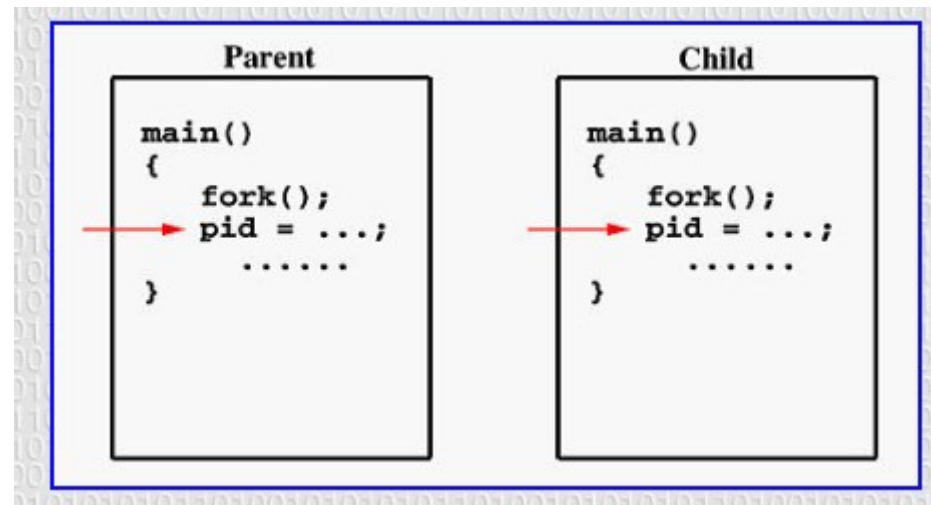 Parent
main()
{
fork();
pid = ...;
......
}
Child
main()
{
fork();
pid = ...;
......
}